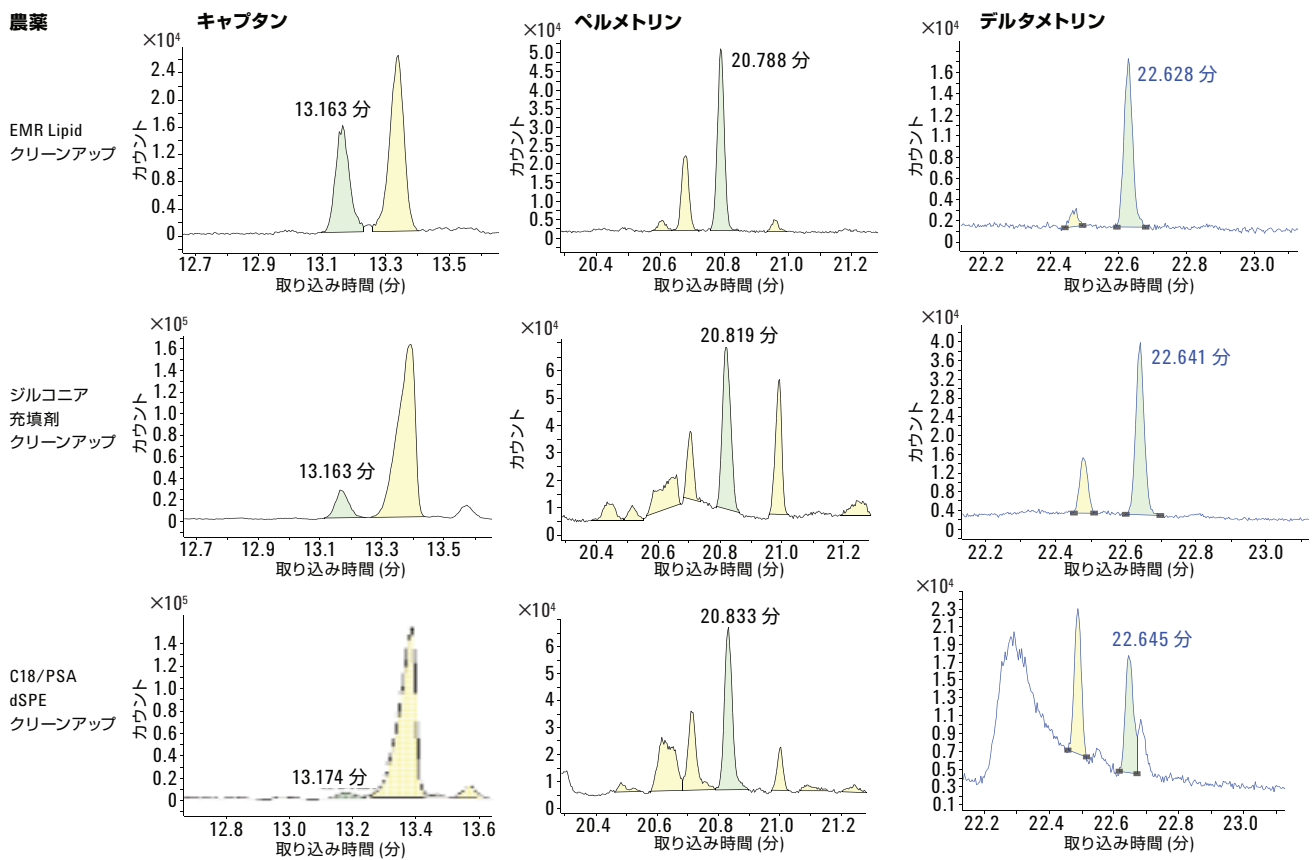 農薬
キャプタン
ペルメトリン
デルタメトリン
EMR Lipid
クリーンアップ
×10⁴
カウント
2.4
2.0
1.6
1.2
0.8
0.4
0
13.163 分
12.7 12.9 13.1 13.3 13.5
取り込み時間 (分)
×10⁴
カウント
5.0
4.5
4.0
3.5
3.0
2.5
2.0
1.5
1.0
0.5
0
20.788 分
20.4 20.6 20.8 21.0 21.2
取り込み時間 (分)
×10⁴
カウント
1.6
1.4
1.2
1.0
0.8
0.6
0.4
0.2
0
22.628 分
22.2 22.4 22.6 22.8 23.0
取り込み時間 (分)
ジルコニア
充填剤
クリーンアップ
×10⁵
カウント
1.6
1.4
1.2
1.0
0.8
0.6
0.4
0.2
0
13.163 分
12.7 12.9 13.1 13.3 13.5
取り込み時間 (分)
×10⁴
カウント
6
5
4
3
2
1
0
20.819 分
20.4 20.6 20.8 21.0 21.2
取り込み時間 (分)
×10⁴
カウント
4.0
3.6
3.2
2.8
2.4
2.0
1.6
1.2
0.8
0.4
0
22.641 分
22.2 22.4 22.6 22.8 23.0
取り込み時間 (分)
C18/PSA
dSPE
クリーンアップ
×10⁵
カウント
1.4
1.2
1.0
0.8
0.6
0.4
0.2
0
13.174 分
12.8 13.0 13.2 13.4 13.6
取り込み時間 (分)
×10⁴
カウント
6
5
4
3
2
1
0
20.833 分
20.4 20.6 20.8 21.0 21.2
取り込み時間 (分)
×10⁴
カウント
2.3
2.1
1.9
1.7
1.5
1.3
1.1
0.9
0.7
0.5
0.3
0.1
22.645 分
22.2 22.4 22.6 22.8 23.0
取り込み時間 (分)